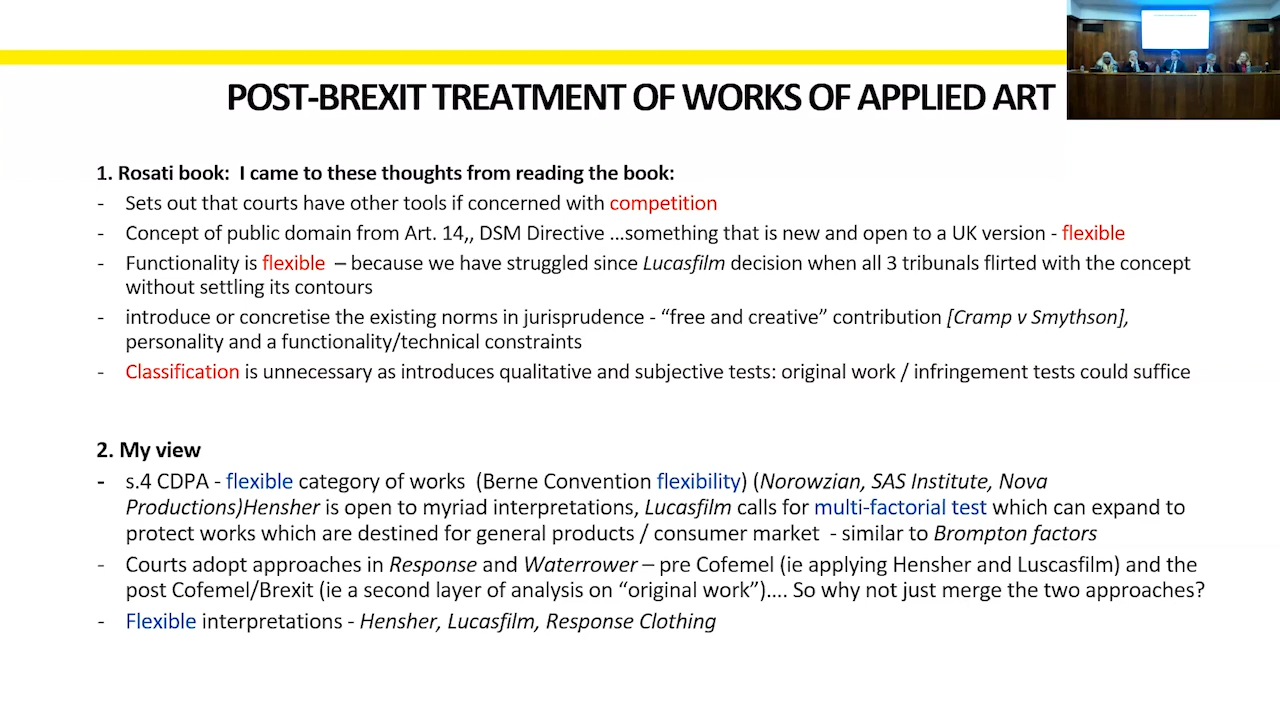 POST-BREXIT TREATMENT OF WORKS OF APPLIED ART
1. Rosati book: I came to these thoughts from reading the book:
- Sets out that courts have other tools if concerned with competition
- Concept of public domain from Art. 14,, DSM Directive ...something that is new and open to a UK version - flexible
- Functionality is flexible – because we have struggled since Lucasfilm decision when all 3 tribunals flirted with the concept
without settling its contours
- introduce or concretise the existing norms in jurisprudence - “free and creative” contribution [Cramp v Smythson],
personality and a functionality/technical constraints
- Classification is unnecessary as introduces qualitative and subjective tests: original work / infringement tests could suffice
2. My view
- s.4 CDPA - flexible category of works (Berne Convention flexibility) (Norowzian, SAS Institute, Nova
Productions)Hensher is open to myriad interpretations, Lucasfilm calls for multi-factorial test which can expand to
protect works which are destined for general products / consumer market - similar to Brompton factors
- Courts adopt approaches in Response and Waterrower – pre Cofemel (ie applying Hensher and Luscasfilm) and the
post Cofemel/Brexit (ie a second layer of analysis on “original work”)…. So why not just merge the two approaches?
- Flexible interpretations - Hensher, Lucasfilm, Response Clothing